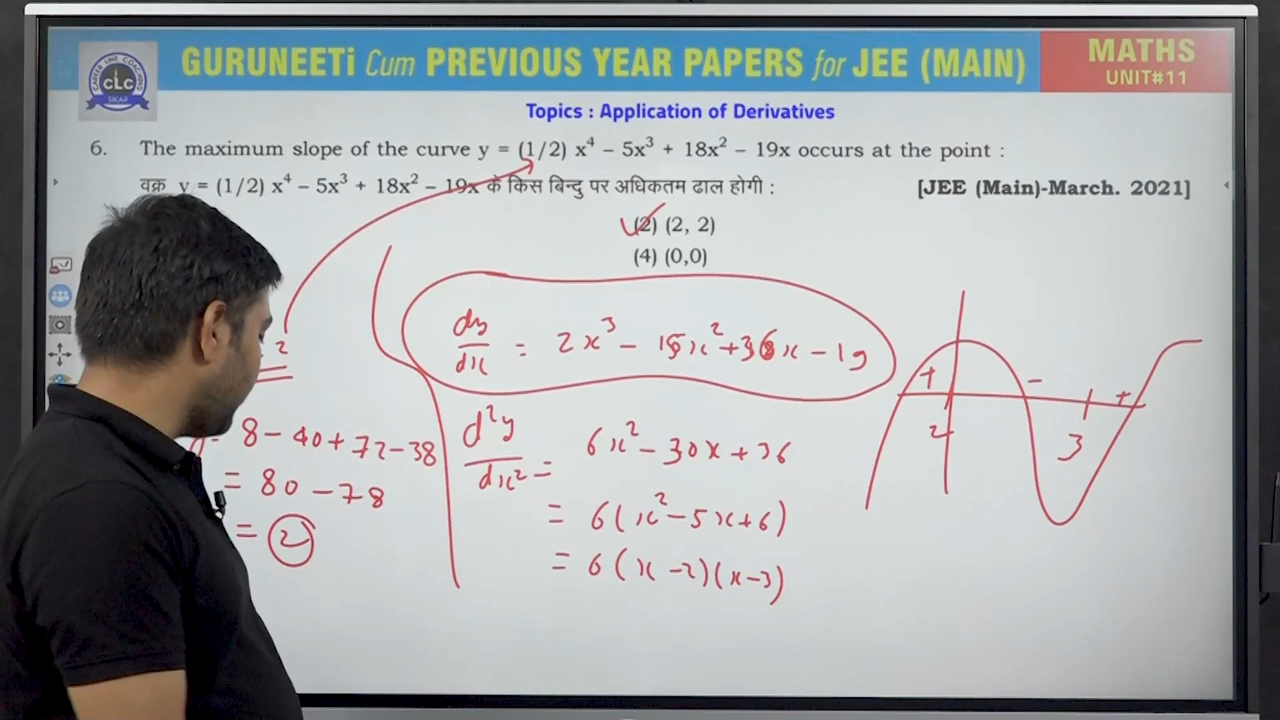 GURUNEETi Cum PREVIOUS YEAR PAPERS for JEE (MAIN)
MATHS
UNIT#11
CLC
SIKAR
Topics : Application of Derivatives
6. The maximum slope of the curve y = (1/2) x⁴ – 5x³ + 18x² – 19x occurs at the point :
वक्र y = (1/2) x⁴ – 5x³ + 18x² – 19x के किस बिन्दु पर अधिकतम ढाल होगी : [JEE (Main)-March. 2021]
(2) (2, 2)
(4) (0,0)
dy/dx = 2x³ – 15x² + 36x – 19
2
8 – 40 + 72 – 38
= 80 – 78
= 2
d²y/dx² = 6x² – 30x + 36
= 6(x² – 5x + 6)
= 6(x – 2)(x – 3)
+ – +
2 3